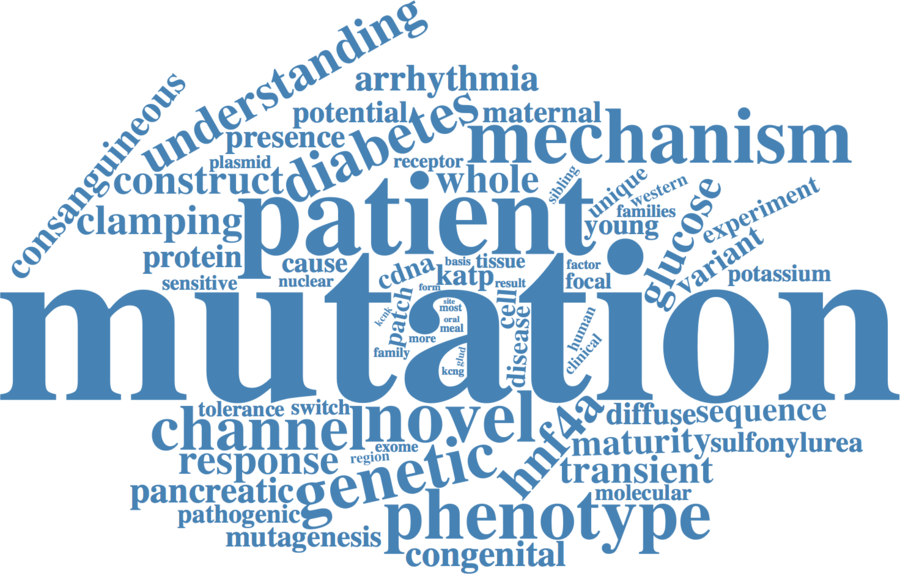 understanding
consanguineous
arrhythmia
potential
maternal
diabetes
mechanism
presence
plasmid
receptor
construct
whole
sibling
unique
western
families
young
glucose
experiment
clamping
patient
variant
protein
cause
cdna
basis
tissue
katp
factor
focal
potassium
sensitive
nuclear
form
result
mutation
kcnk
patch
site
most
oral
meal
more
cell
disease
human
clinical
family
glud
kcng
tolerance
switch
novel
hnf4a
diffuse
sequence
channel
exome
region
maturity
sulfonylurea
response
genetic
transient
pancreatic
molecular
pathogenic
phenotype
mutagenesis
congenital